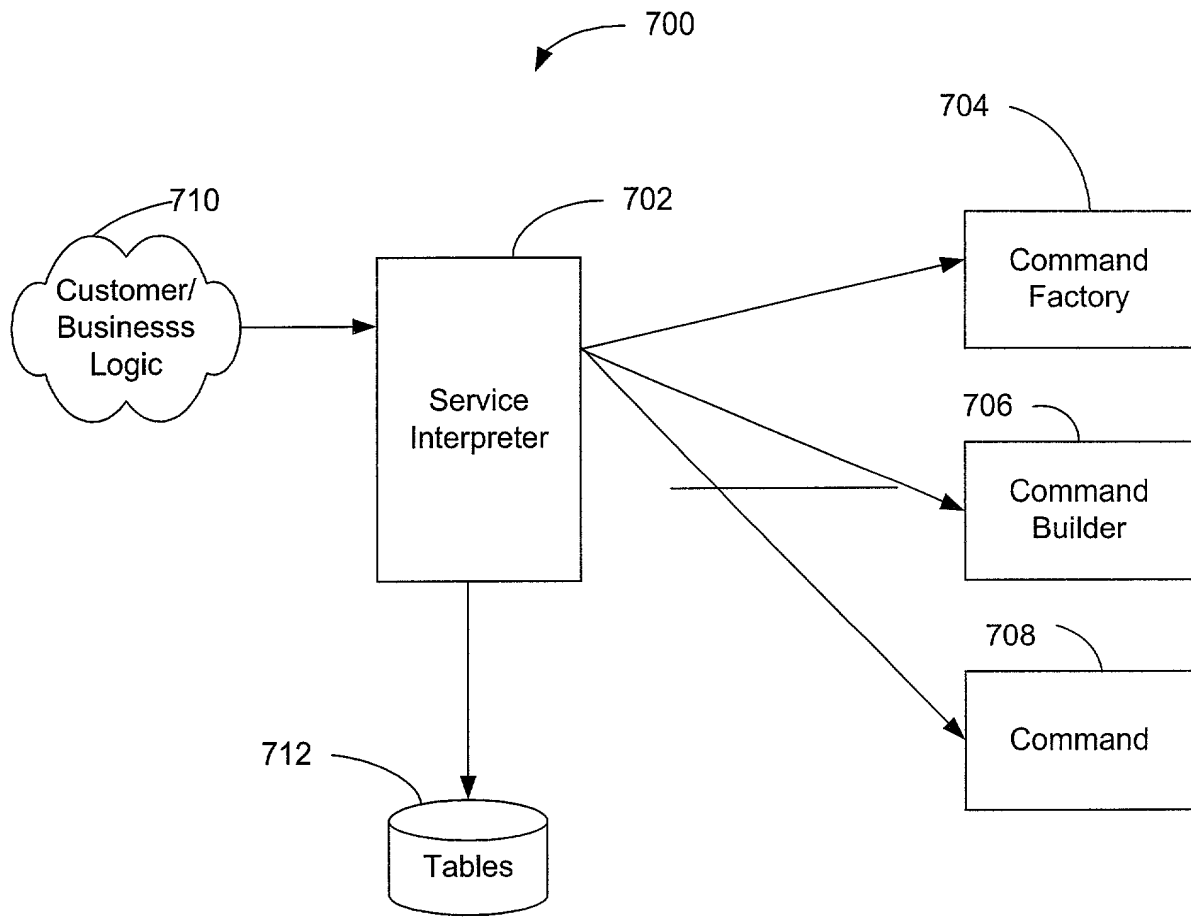 700
704
710
702
Customer/
Businesss
Logic
Command
Factory
Service
Interpreter
706
Command
Builder
708
Command
712
Tables